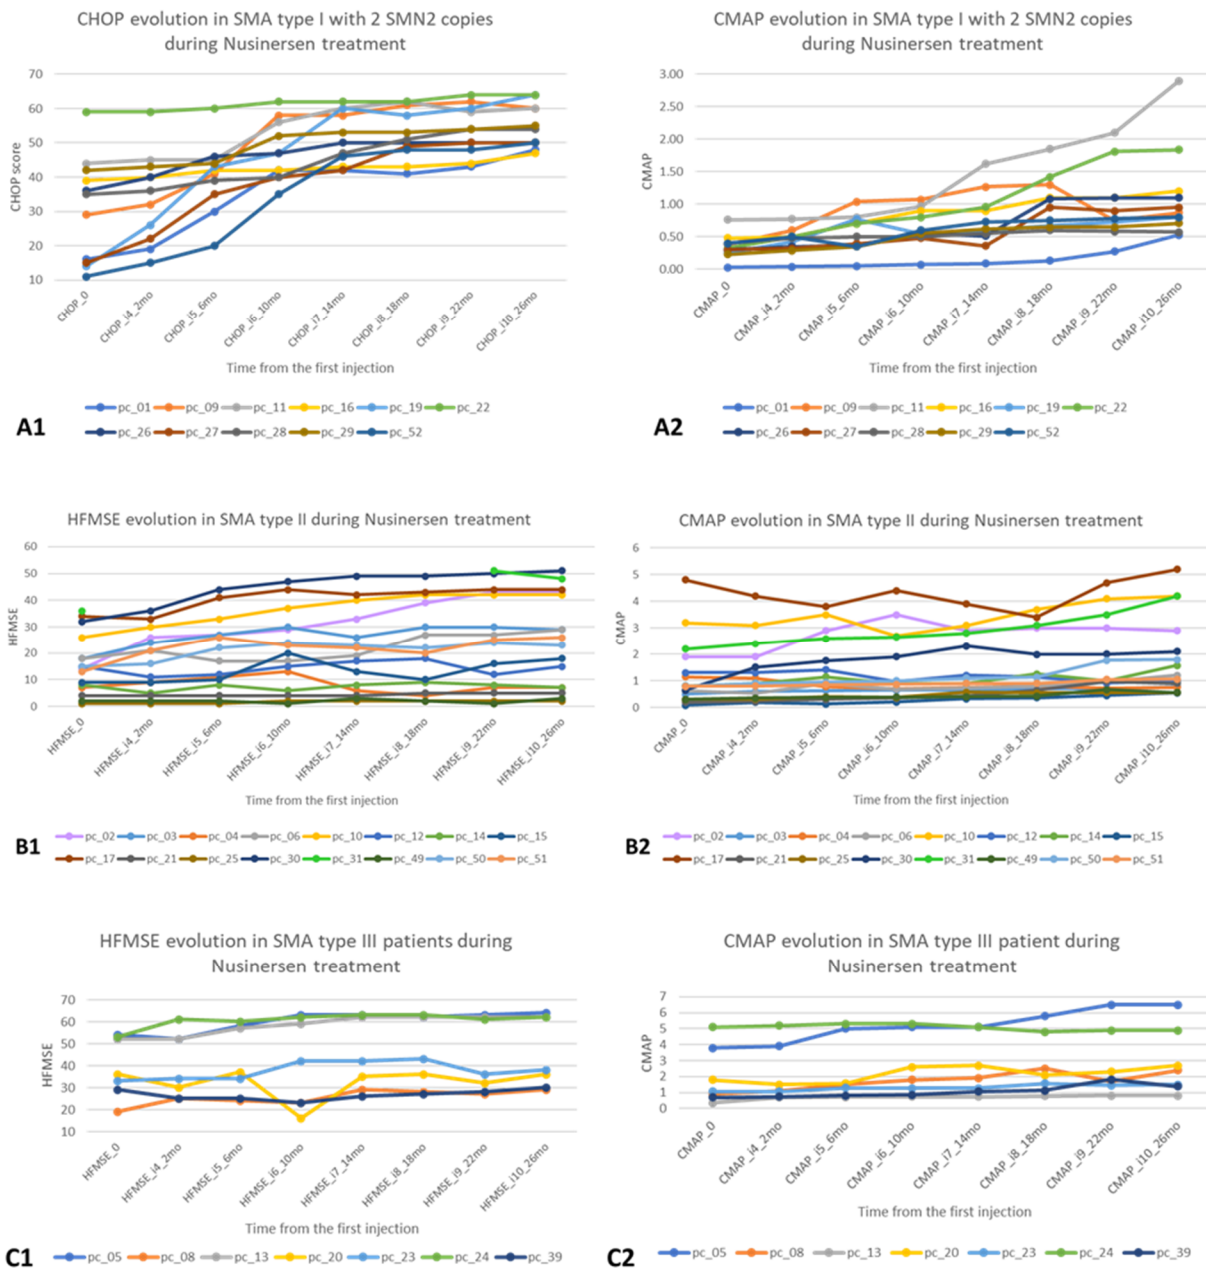 CHOP evolution in SMA type I with 2 SMN2 copies
during Nusinersen treatment
70
60
50
40
30
20
10
CHOP score
CHOP_0
CHOP_i4_2mo
CHOP_i5_6mo
CHOP_i6_10mo
CHOP_i7_14mo
CHOP_i8_18mo
CHOP_i9_22mo
CHOP_i10_26mo
Time from the first injection
pc_01 pc_09 pc_11 pc_16 pc_19 pc_22
pc_26 pc_27 pc_28 pc_29 pc_52
A1
CMAP evolution in SMA type I with 2 SMN2 copies
during Nusinersen treatment
3.00
2.50
2.00
1.50
1.00
0.50
0.00
CMAP
CMAP_0
CMAP_i4_2mo
CMAP_i5_6mo
CMAP_i6_10mo
CMAP_i7_14mo
CMAP_i8_18mo
CMAP_i9_22mo
CMAP_i10_26mo
Time from the first injection
pc_01 pc_09 pc_11 pc_16 pc_19 pc_22
pc_26 pc_27 pc_28 pc_29 pc_52
A2
HFMSE evolution in SMA type II during Nusinersen treatment
60
50
40
30
20
10
0
HFMSE
HFMSE_0
HFMSE_i4_2mo
HFMSE_i5_6mo
HFMSE_i6_10mo
HFMSE_i7_14mo
HFMSE_i8_18mo
HFMSE_i9_22mo
HFMSE_i10_26mo
Time from the first injection
pc_02 pc_03 pc_04 pc_06 pc_10 pc_12 pc_14 pc_15
pc_17 pc_21 pc_25 pc_30 pc_31 pc_49 pc_50 pc_51
B1
CMAP evolution in SMA type II during Nusinersen treatment
6
5
4
3
2
1
0
CMAP
CMAP_0
CMAP_i4_2mo
CMAP_i5_6mo
CMAP_i6_10mo
CMAP_i7_14mo
CMAP_i8_18mo
CMAP_i9_22mo
CMAP_i10_26mo
Time from the first injection
pc_02 pc_03 pc_04 pc_06 pc_10 pc_12 pc_14 pc_15
pc_17 pc_21 pc_25 pc_30 pc_31 pc_49 pc_50 pc_51
B2
HFMSE evolution in SMA type III patients during
Nusinersen treatment
70
60
50
40
30
20
10
HFMSE
HFMSE_0
HFMSE_i4_2mo
HFMSE_i5_6mo
HFMSE_i6_10mo
HFMSE_i7_14mo
HFMSE_i8_18mo
HFMSE_i9_22mo
HFMSE_i10_26mo
Time from the first injection
pc_05 pc_08 pc_13 pc_20 pc_23 pc_24 pc_39
C1
CMAP evolution in SMA type III patient during
Nusinersen treatment
7
6
5
4
3
2
1
0
CMAP
CMAP_0
CMAP_i4_2mo
CMAP_i5_6mo
CMAP_i6_10mo
CMAP_i7_14mo
CMAP_i8_18mo
CMAP_i9_22mo
CMAP_i10_26mo
Time from the first injection
pc_05 pc_08 pc_13 pc_20 pc_23 pc_24 pc_39
C2